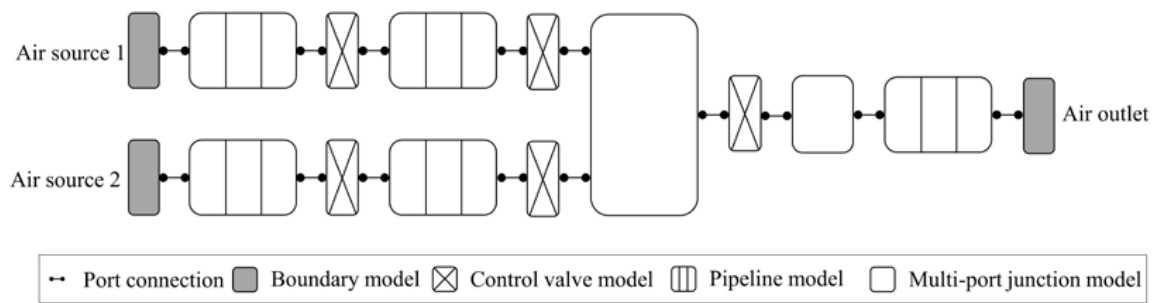 Air source 1
Air outlet
Air source 2
Port connection Boundary model Control valve model Pipeline model Multi-port junction model